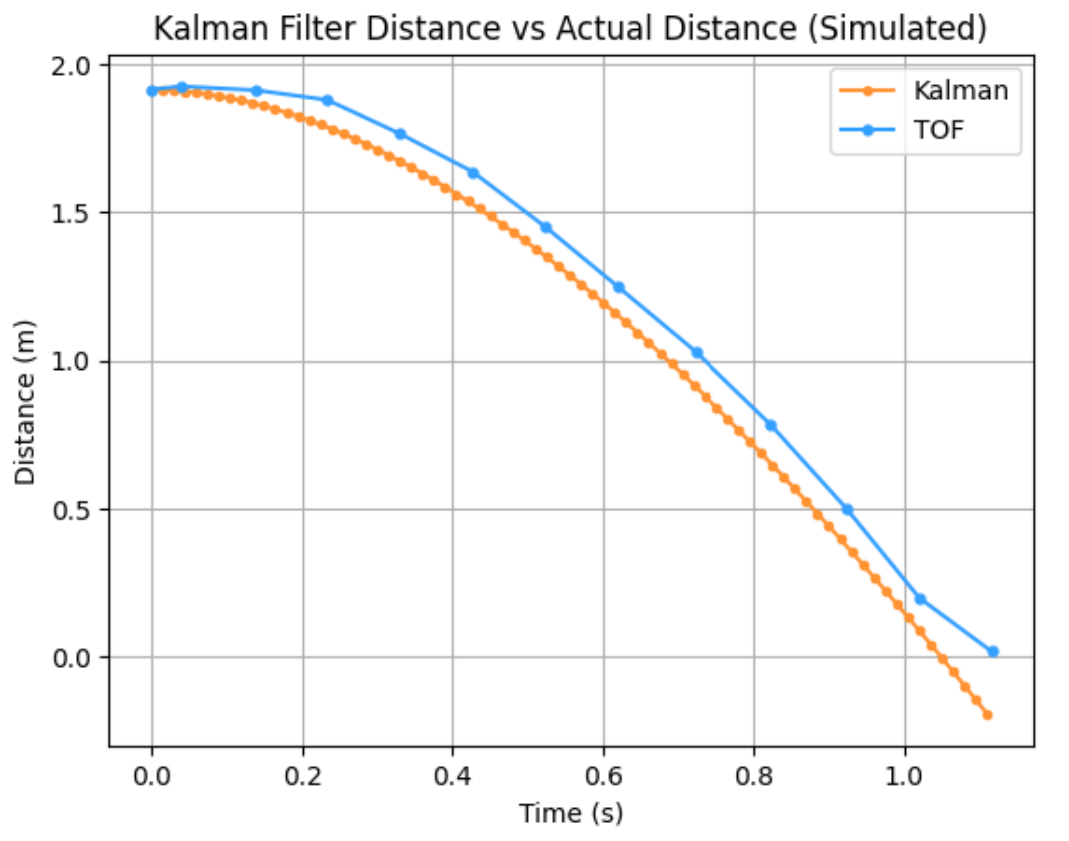 Kalman Filter Distance vs Actual Distance (Simulated)
Kalman
TOF
Distance (m)
2.0
1.5
1.0
0.5
0.0
0.0 0.2 0.4 0.6 0.8 1.0
Time (s)